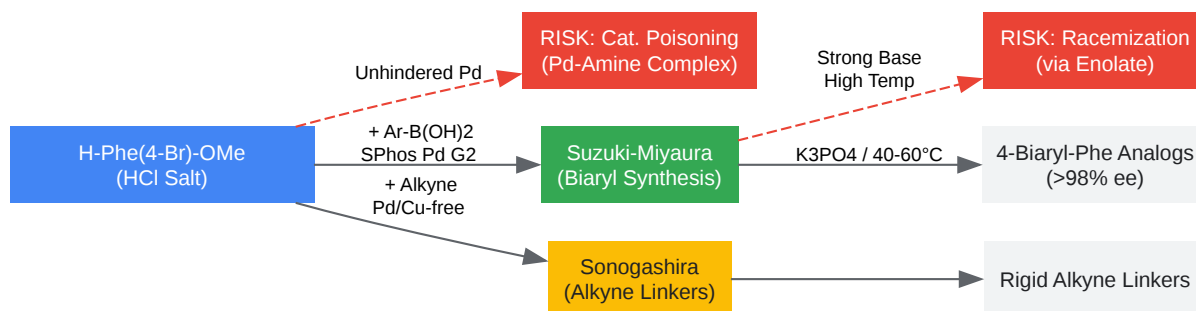 RISK: Cat. Poisoning
(Pd-Amine Complex)
Strong Base
High Temp
RISK: Racemization
(via Enolate)
Unhindered Pd
H-Phe(4-Br)-OMe
(HCl Salt)
+ Ar-B(OH)2
SPhos Pd G2
Suzuki-Miyaura
(Biaryl Synthesis)
K3PO4 / 40-60°C
4-Biaryl-Phe Analogs
(>98% ee)
+ Alkyne
Pd/Cu-free
Sonogashira
(Alkyne Linkers)
Rigid Alkyne Linkers